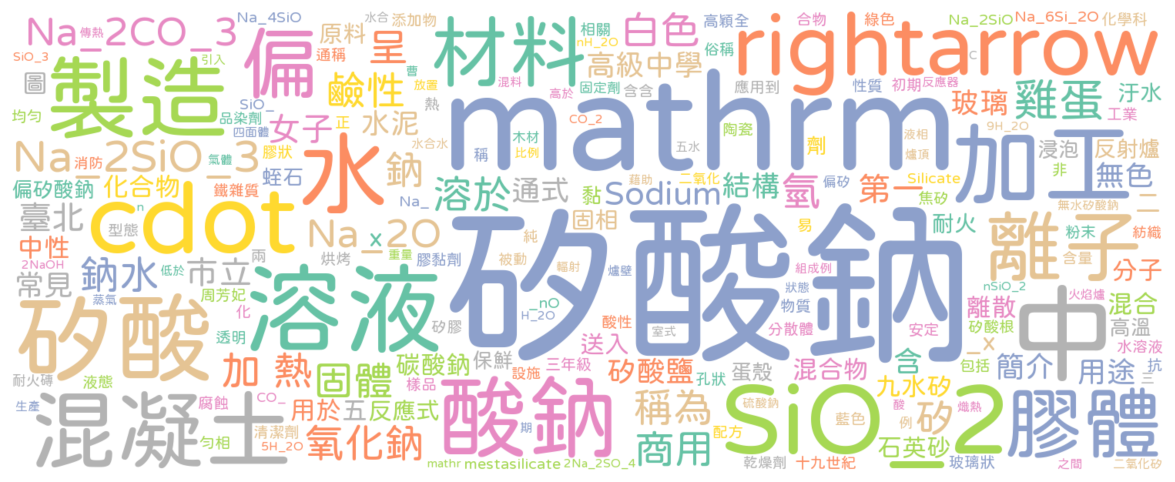 Na_2CO_3 傳熱 Na_4SiO 水合 添加物 高穎全 合物 綠色 Na_2SiO Na_6Si_2O 化學科
SiO_3 通稱 引入 偏 原料 呈 材料 相關 白色 俗稱 rightarrow C
圖 製造 鹼性 曹 放置 混料 nH_2O 高級中學 固定劑 含含 應用到 性質 初期 反應器 雞蛋 汙水
均勻 SiO_ 品染劑 四面體 女子 正 熱 水泥 高於 CO_2 mathrm 陶瓷 液相 玻璃 工業
Na_2SiO_3 消防 氣體 膠狀 水 鈉 水合水 木材 比例 五水 劑 爐頂 9H_2O 加工 浸泡 反射爐
偏矽酸鈉 化合物 蛭石 稱 溶於 通式 黏 藉助 二氧化 結構 氫 偏矽 第一 Silicate 非 無色
臺北 鐵雜質 cdot Na_ Sodium 焦矽 無水矽酸鈉 二
中性 n 型態 Na_2O x 固相 純 易 耐火 粉末 紡織
2NaOH 鈉水 低於 市立 兩 烘烤 重量 膠黏劑 被動 輻射 爐壁 矽酸鈉 組成例 狀態 離子 含量 分子
常見 蒸氣 周芳妃 化 溶液 nO H_2O 物質 離散 nSiO_2 火焰爐
矽酸 透明 矽膠 酸性 室式 分散體 安定 矽酸根 _x 中 混合 高溫 水溶液
耐火磚 液態 加 熱 碳酸鈉 保鮮 送入 混合物 含 包括 抗
生產 樣品 固體 三年級 設施 矽酸鹽 孔狀 蛋殼 簡介 用途 三
混凝土 腐蝕 CO_ 用於 五 反應式 酸鈉 稱為 硫酸鈉 藍色 SiO_2 九水矽 酸 矽 熾熱 膠體
勻相 清潔劑 5H_2O 氧化鈉 期 商用 配方 例 石英砂
mathr mestasilicate 2Na_2SO_4 乾燥劑 十九世紀 玻璃狀 之間 二氧化矽